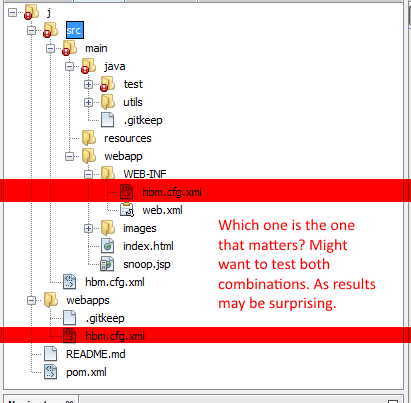 j
src
main
java
test
utils
.gitkeep
resources
webapp
WEB-INF
hbm.cfg.xml
web.xml
images
index.html
snoop.jsp
hbm.cfg.xml
webapps
.gitkeep
hbm.cfg.xml
README.md
pom.xml
Which one is the one
that matters? Might
want to test both
combinations. As results
may be surprising.